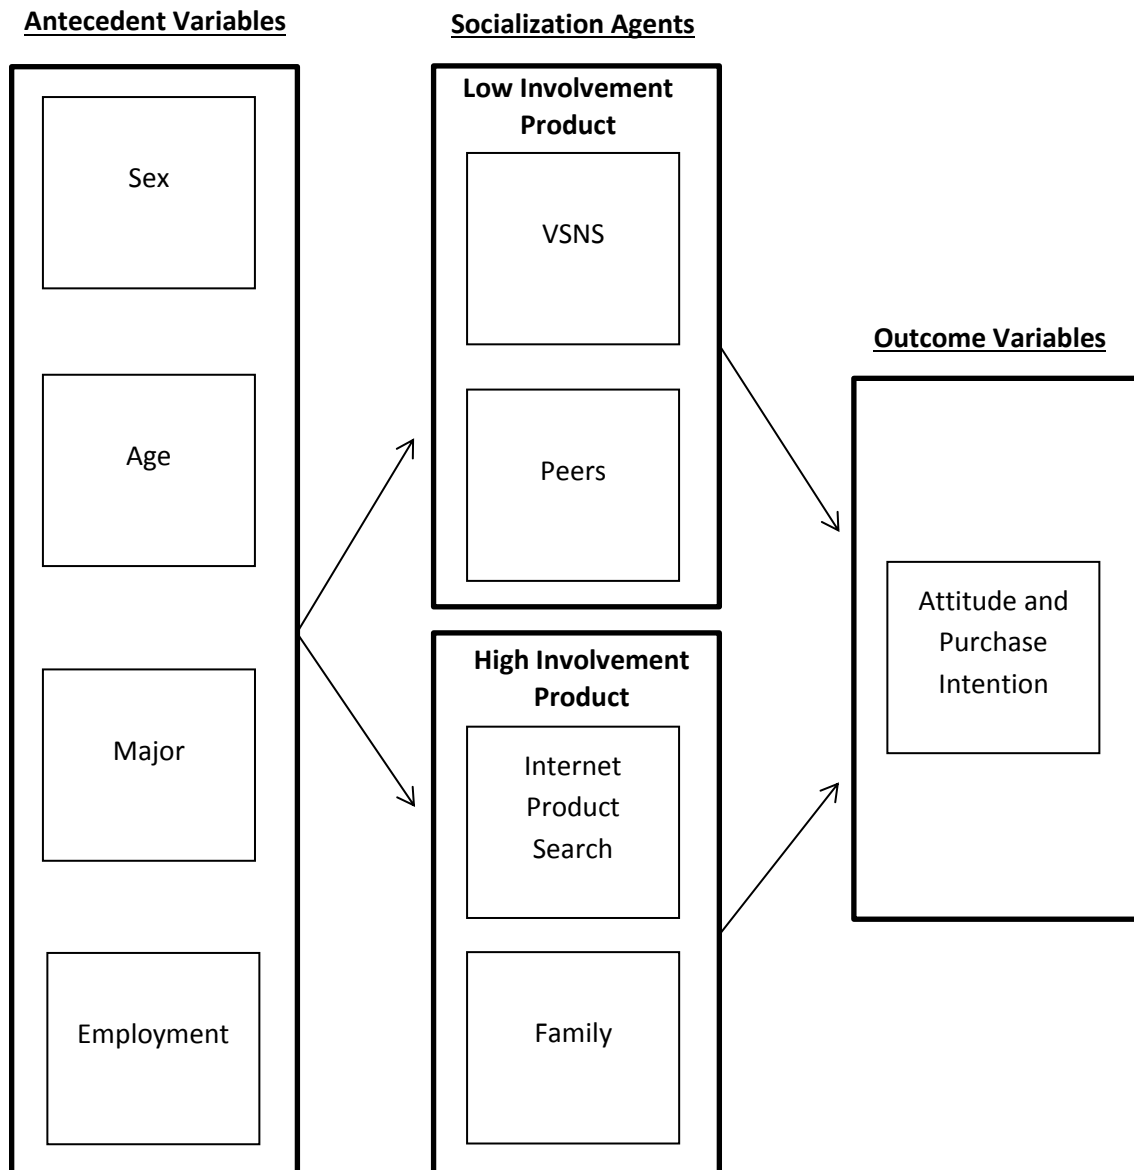 Antecedent Variables
Sex
Age
Major
Employment
Socialization Agents
Low Involvement
Product
VSNS
Peers
High Involvement
Product
Internet
Product
Search
Family
Outcome Variables
Attitude and
Purchase
Intention